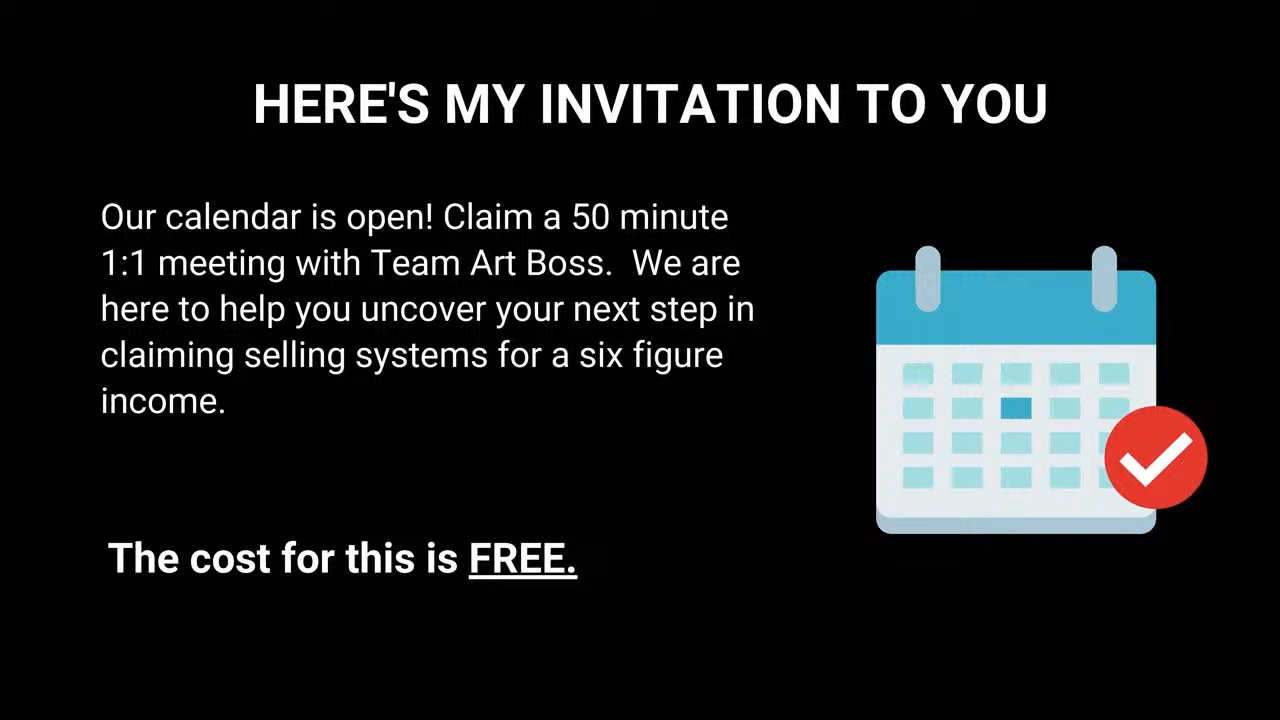 HERE'S MY INVITATION TO YOU
Our calendar is open! Claim a 50 minute
1:1 meeting with Team Art Boss.  We are
here to help you uncover your next step in
claiming selling systems for a six figure
income.
The cost for this is FREE.